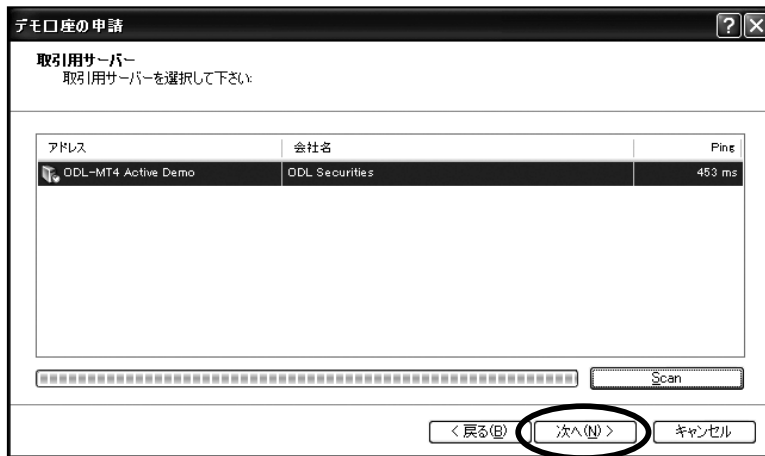 デモ口座の申請
取引用サーバー
取引用サーバーを選択して下さい:
アドレス 会社名 Ping
ODL-MT4 Active Demo ODL Securities 453 ms
Scan
< 戻る(B) 次へ(N) > キャンセル